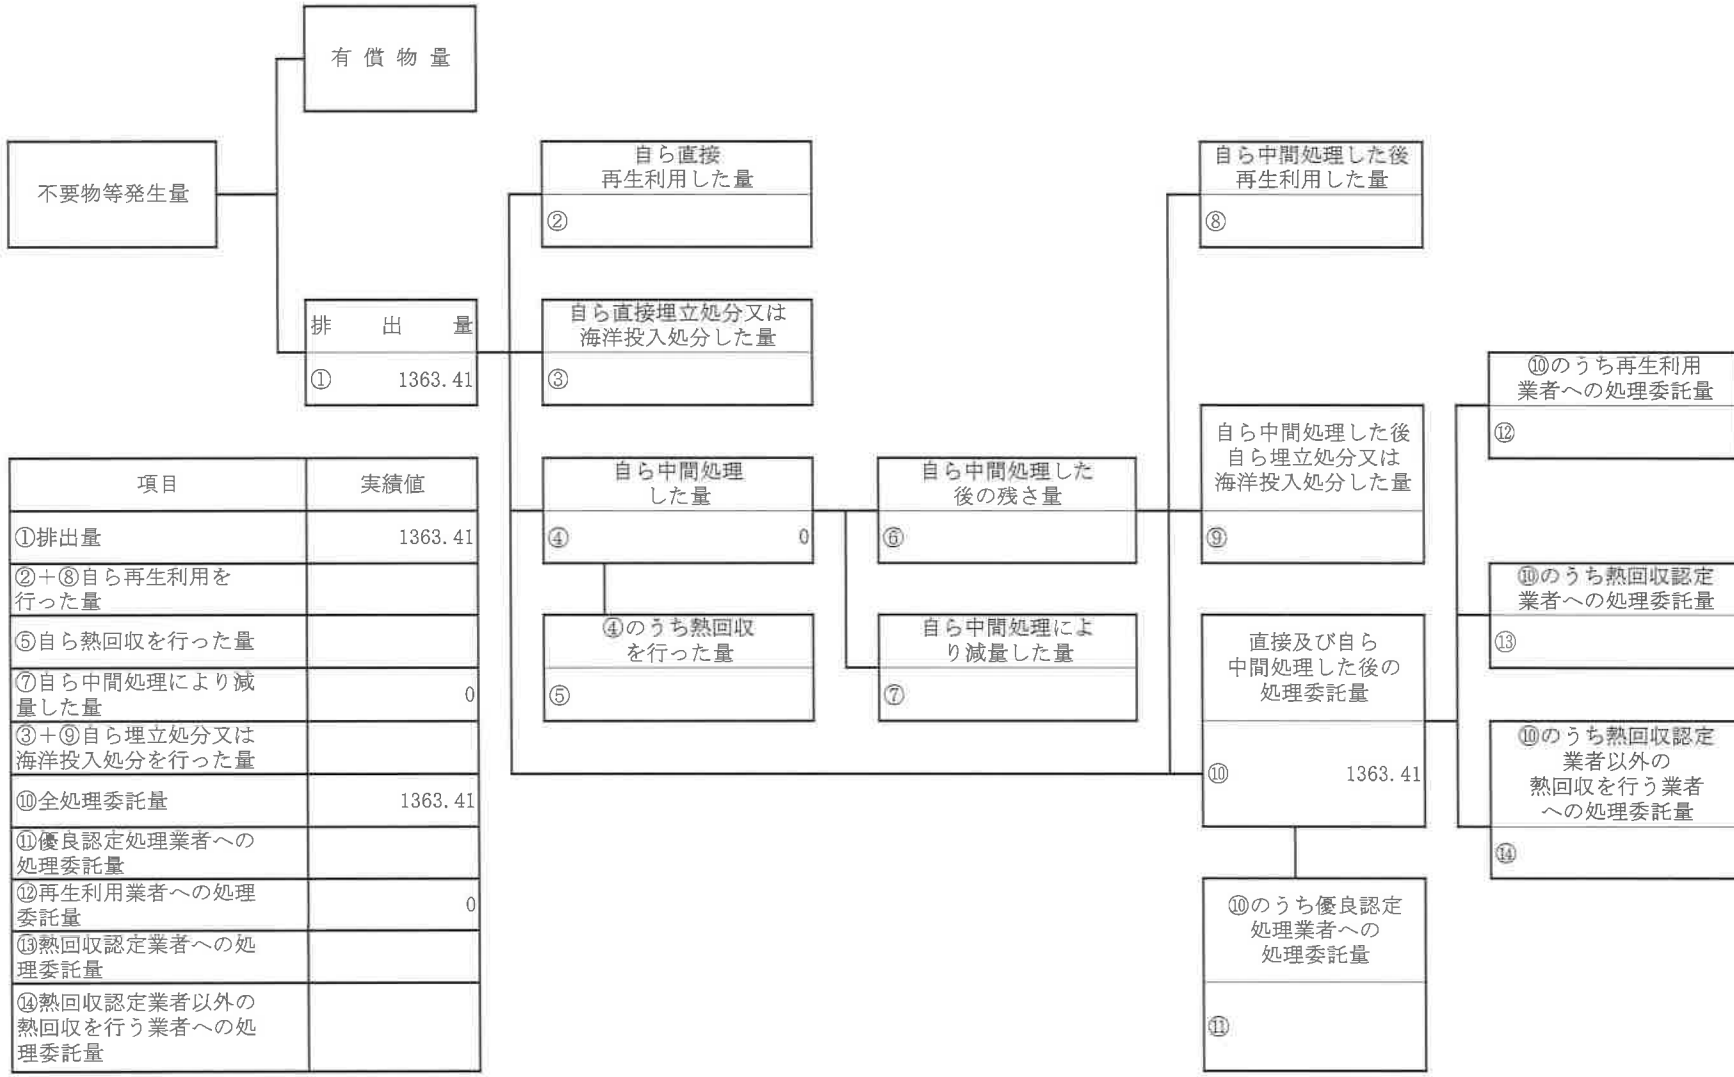 有償物量
不要物等発生量
排出量
① 1363.41
自ら直接
再生利用した量
②
自ら直接埋立処分又は
海洋投入処分した量
③
自ら中間処理
した量
④ 0
④のうち熱回収
を行った量
⑤
自ら中間処理した
後の残さ量
⑥
自ら中間処理によ
り減量した量
⑦
自ら中間処理した後
再生利用した量
⑧
自ら中間処理した後
自ら埋立処分又は
海洋投入処分した量
⑨
直接及び自ら
中間処理した後の
処理委託量
⑩ 1363.41
⑩のうち優良認定
処理業者への
処理委託量
⑪
⑩のうち再生利用
業者への処理委託量
⑫
⑩のうち熱回収認定
業者への処理委託量
⑬
⑩のうち熱回収認定
業者以外の
熱回収を行う業者
への処理委託量
⑭
項目 実績値
①排出量 1363.41
②+⑧自ら再生利用を
行った量
⑤自ら熱回収を行った量
⑦自ら中間処理により減
量した量 0
③+⑨自ら埋立処分又は
海洋投入処分を行った量
⑩全処理委託量 1363.41
⑪優良認定処理業者への
処理委託量
⑫再生利用業者への処理
委託量 0
⑬熱回収認定業者への処
理委託量
⑭熱回収認定業者以外の
熱回収を行う業者への処
理委託量